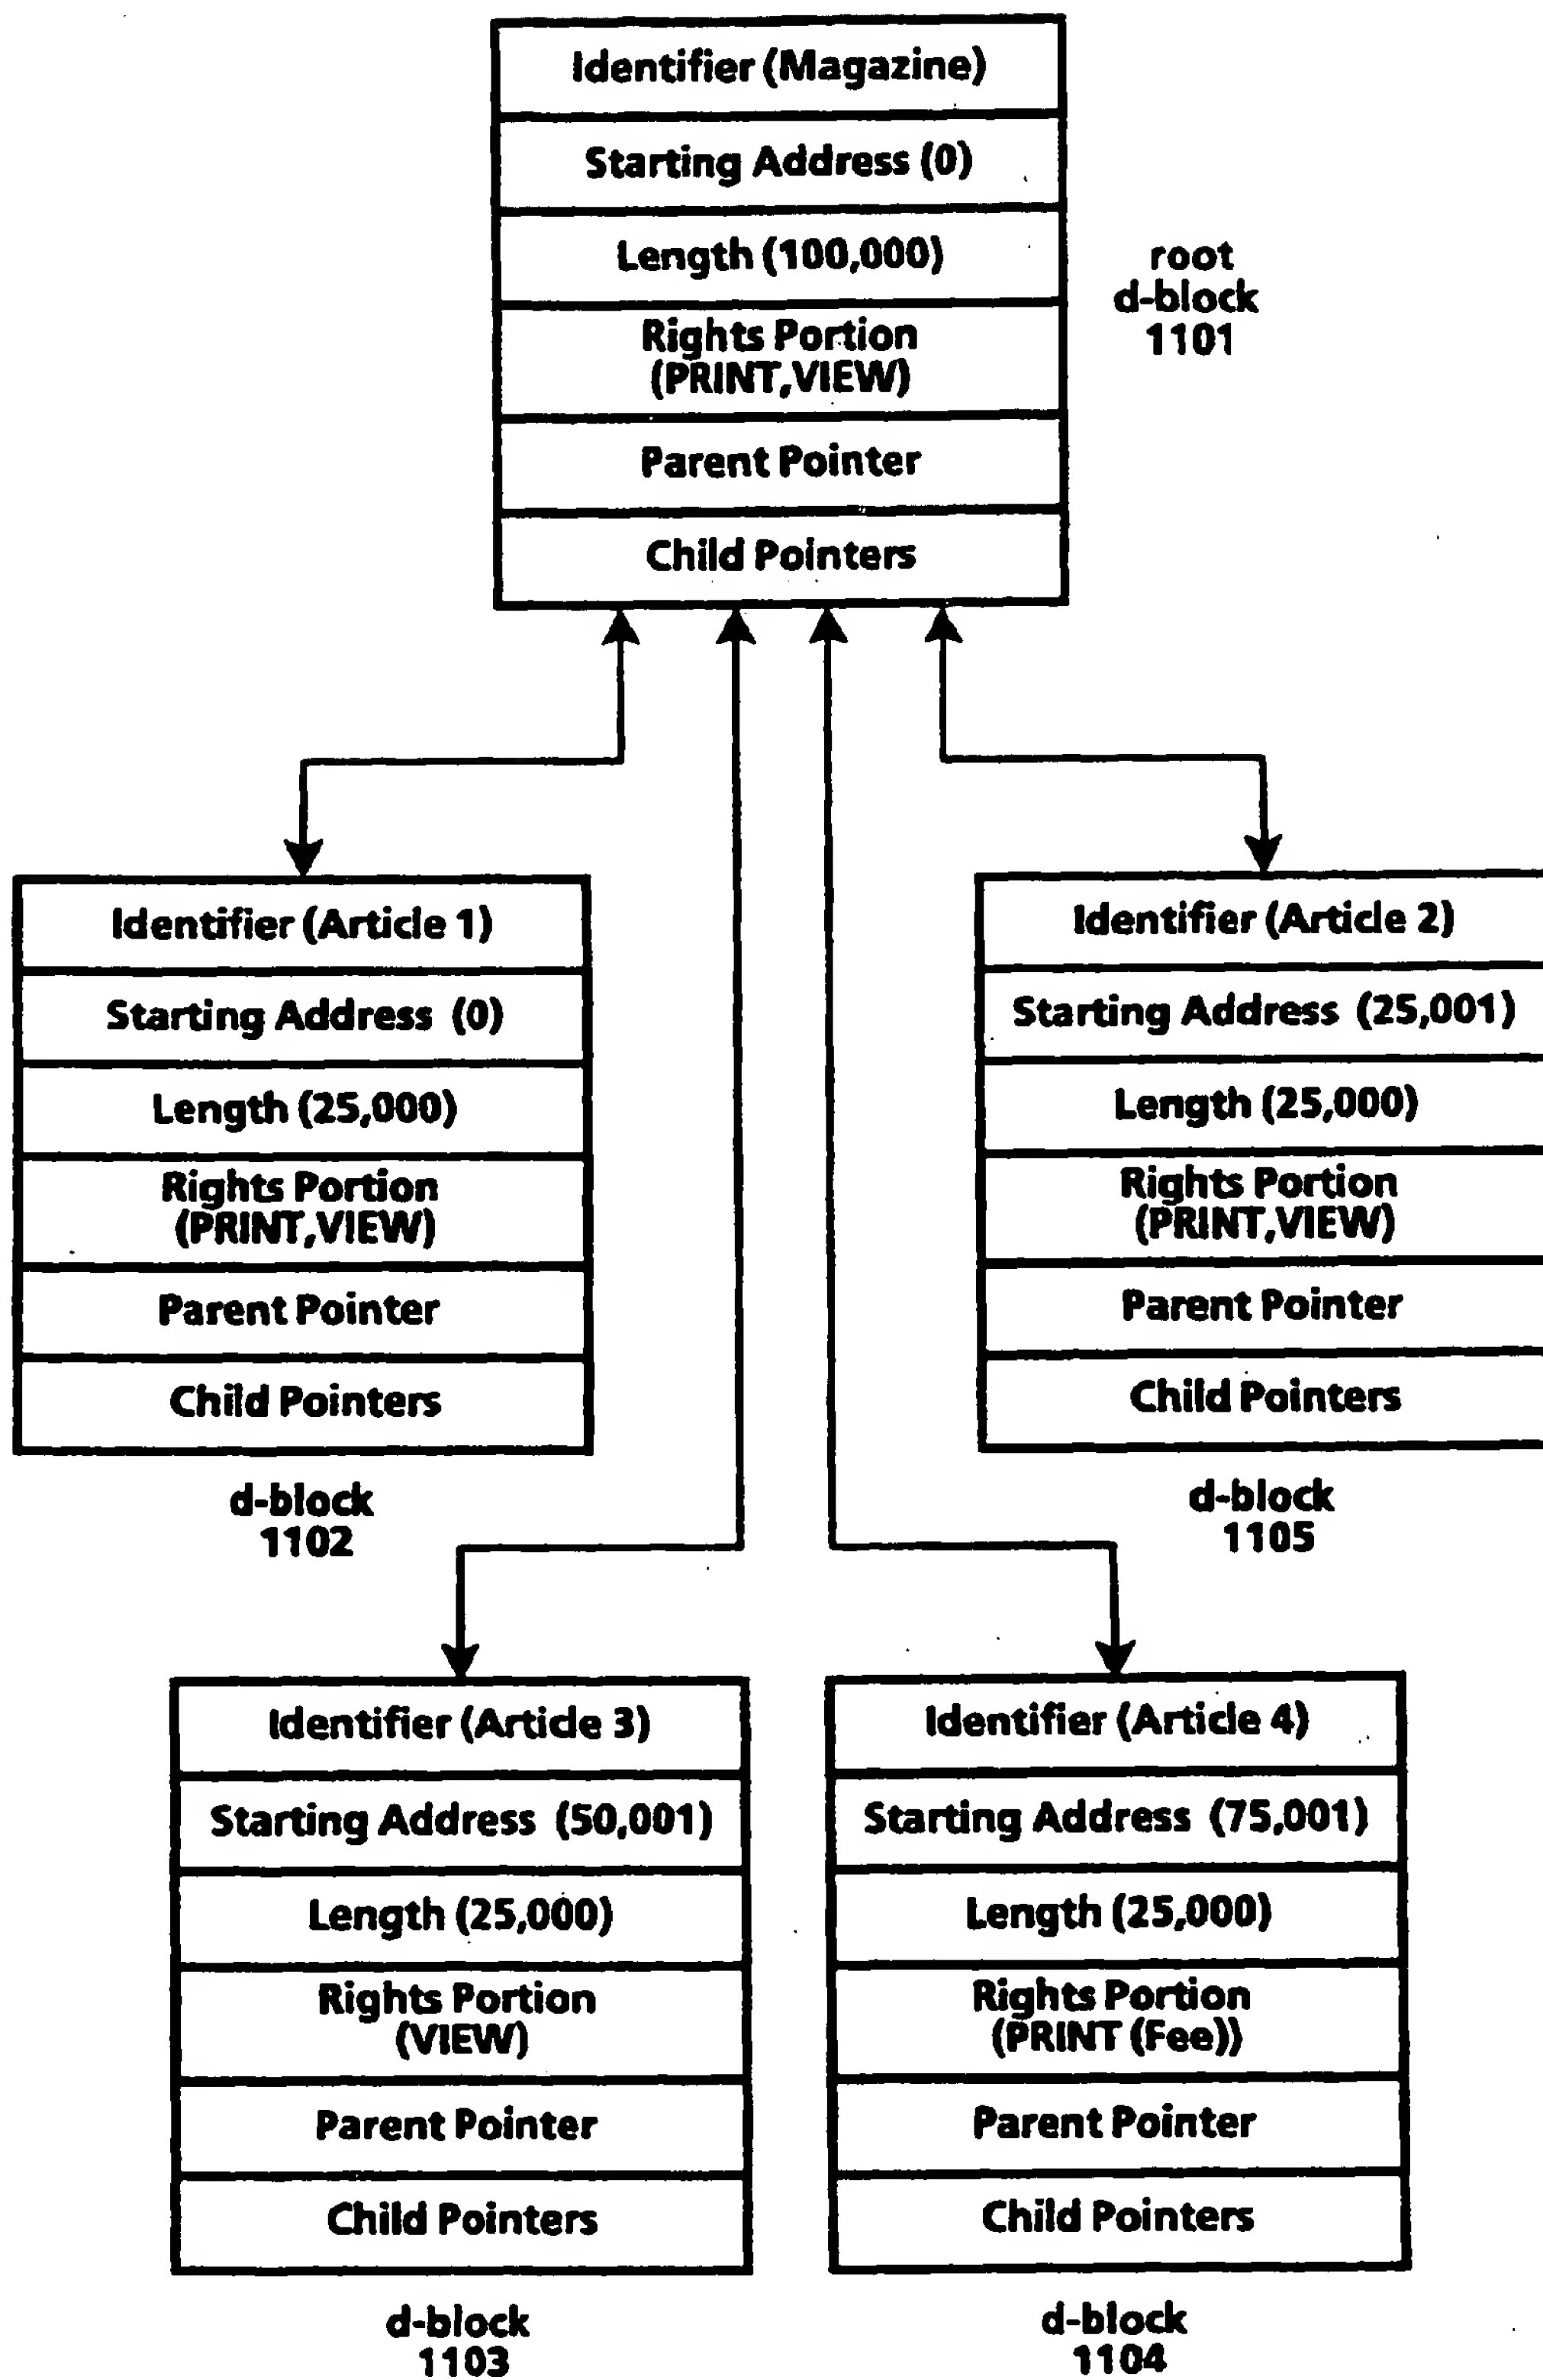 Identifier (Magazine)
Starting Address (0)
Length (100,000)
Rights Portion
(PRINT,VIEW)
Parent Pointer
Child Pointers
root
d-block
1101
Identifier (Article 1)
Starting Address (0)
Length (25,000)
Rights Portion
(PRINT,VIEW)
Parent Pointer
Child Pointers
d-block
1102
Identifier (Article 2)
Starting Address (25,001)
Length (25,000)
Rights Portion
(PRINT,VIEW)
Parent Pointer
Child Pointers
d-block
1105
Identifier (Article 3)
Starting Address (50,001)
Length (25,000)
Rights Portion
(VIEW)
Parent Pointer
Child Pointers
d-block
1103
Identifier (Article 4)
Starting Address (75,001)
Length (25,000)
Rights Portion
(PRINT (Fee))
Parent Pointer
Child Pointers
d-block
1104